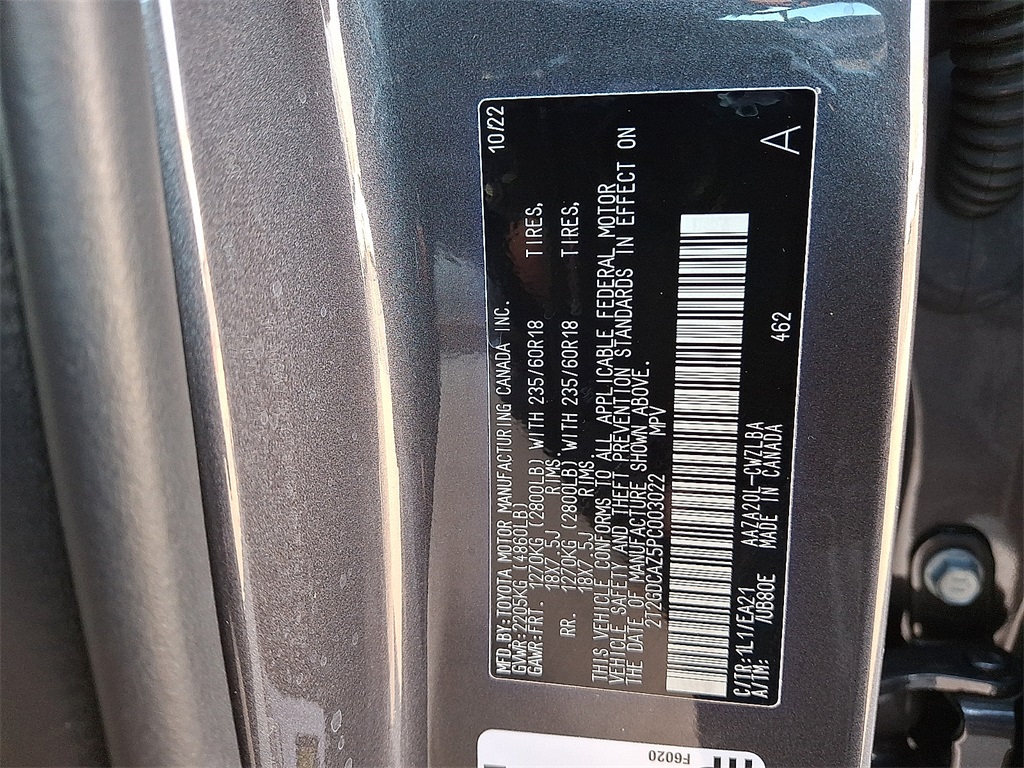 MFD.BY:TOYOTA MOTOR MANUFACTURING CANADA INC. 10/22
GVWR:2205KG (4860LB)
GAWR:FRT. 1270KG (2800LB) WITH 235/60R18 TIRES,
18X7.5J RIMS
RR. 1270KG (2800LB) WITH 235/60R18 TIRES,
18X7.5J RIMS
THIS VEHICLE CONFORMS TO ALL APPLICABLE FEDERAL MOTOR
VEHICLE SAFETY AND THEFT PREVENTION STANDARDS IN EFFECT ON
THE DATE OF MANUFACTURE SHOWN ABOVE.
2T2GDCAZ5PC003022 MPV
C/TR:1L1/EA21 AAZA20L-CWZLBA
A/TM: /UB80E MADE IN CANADA 462
A
F6020